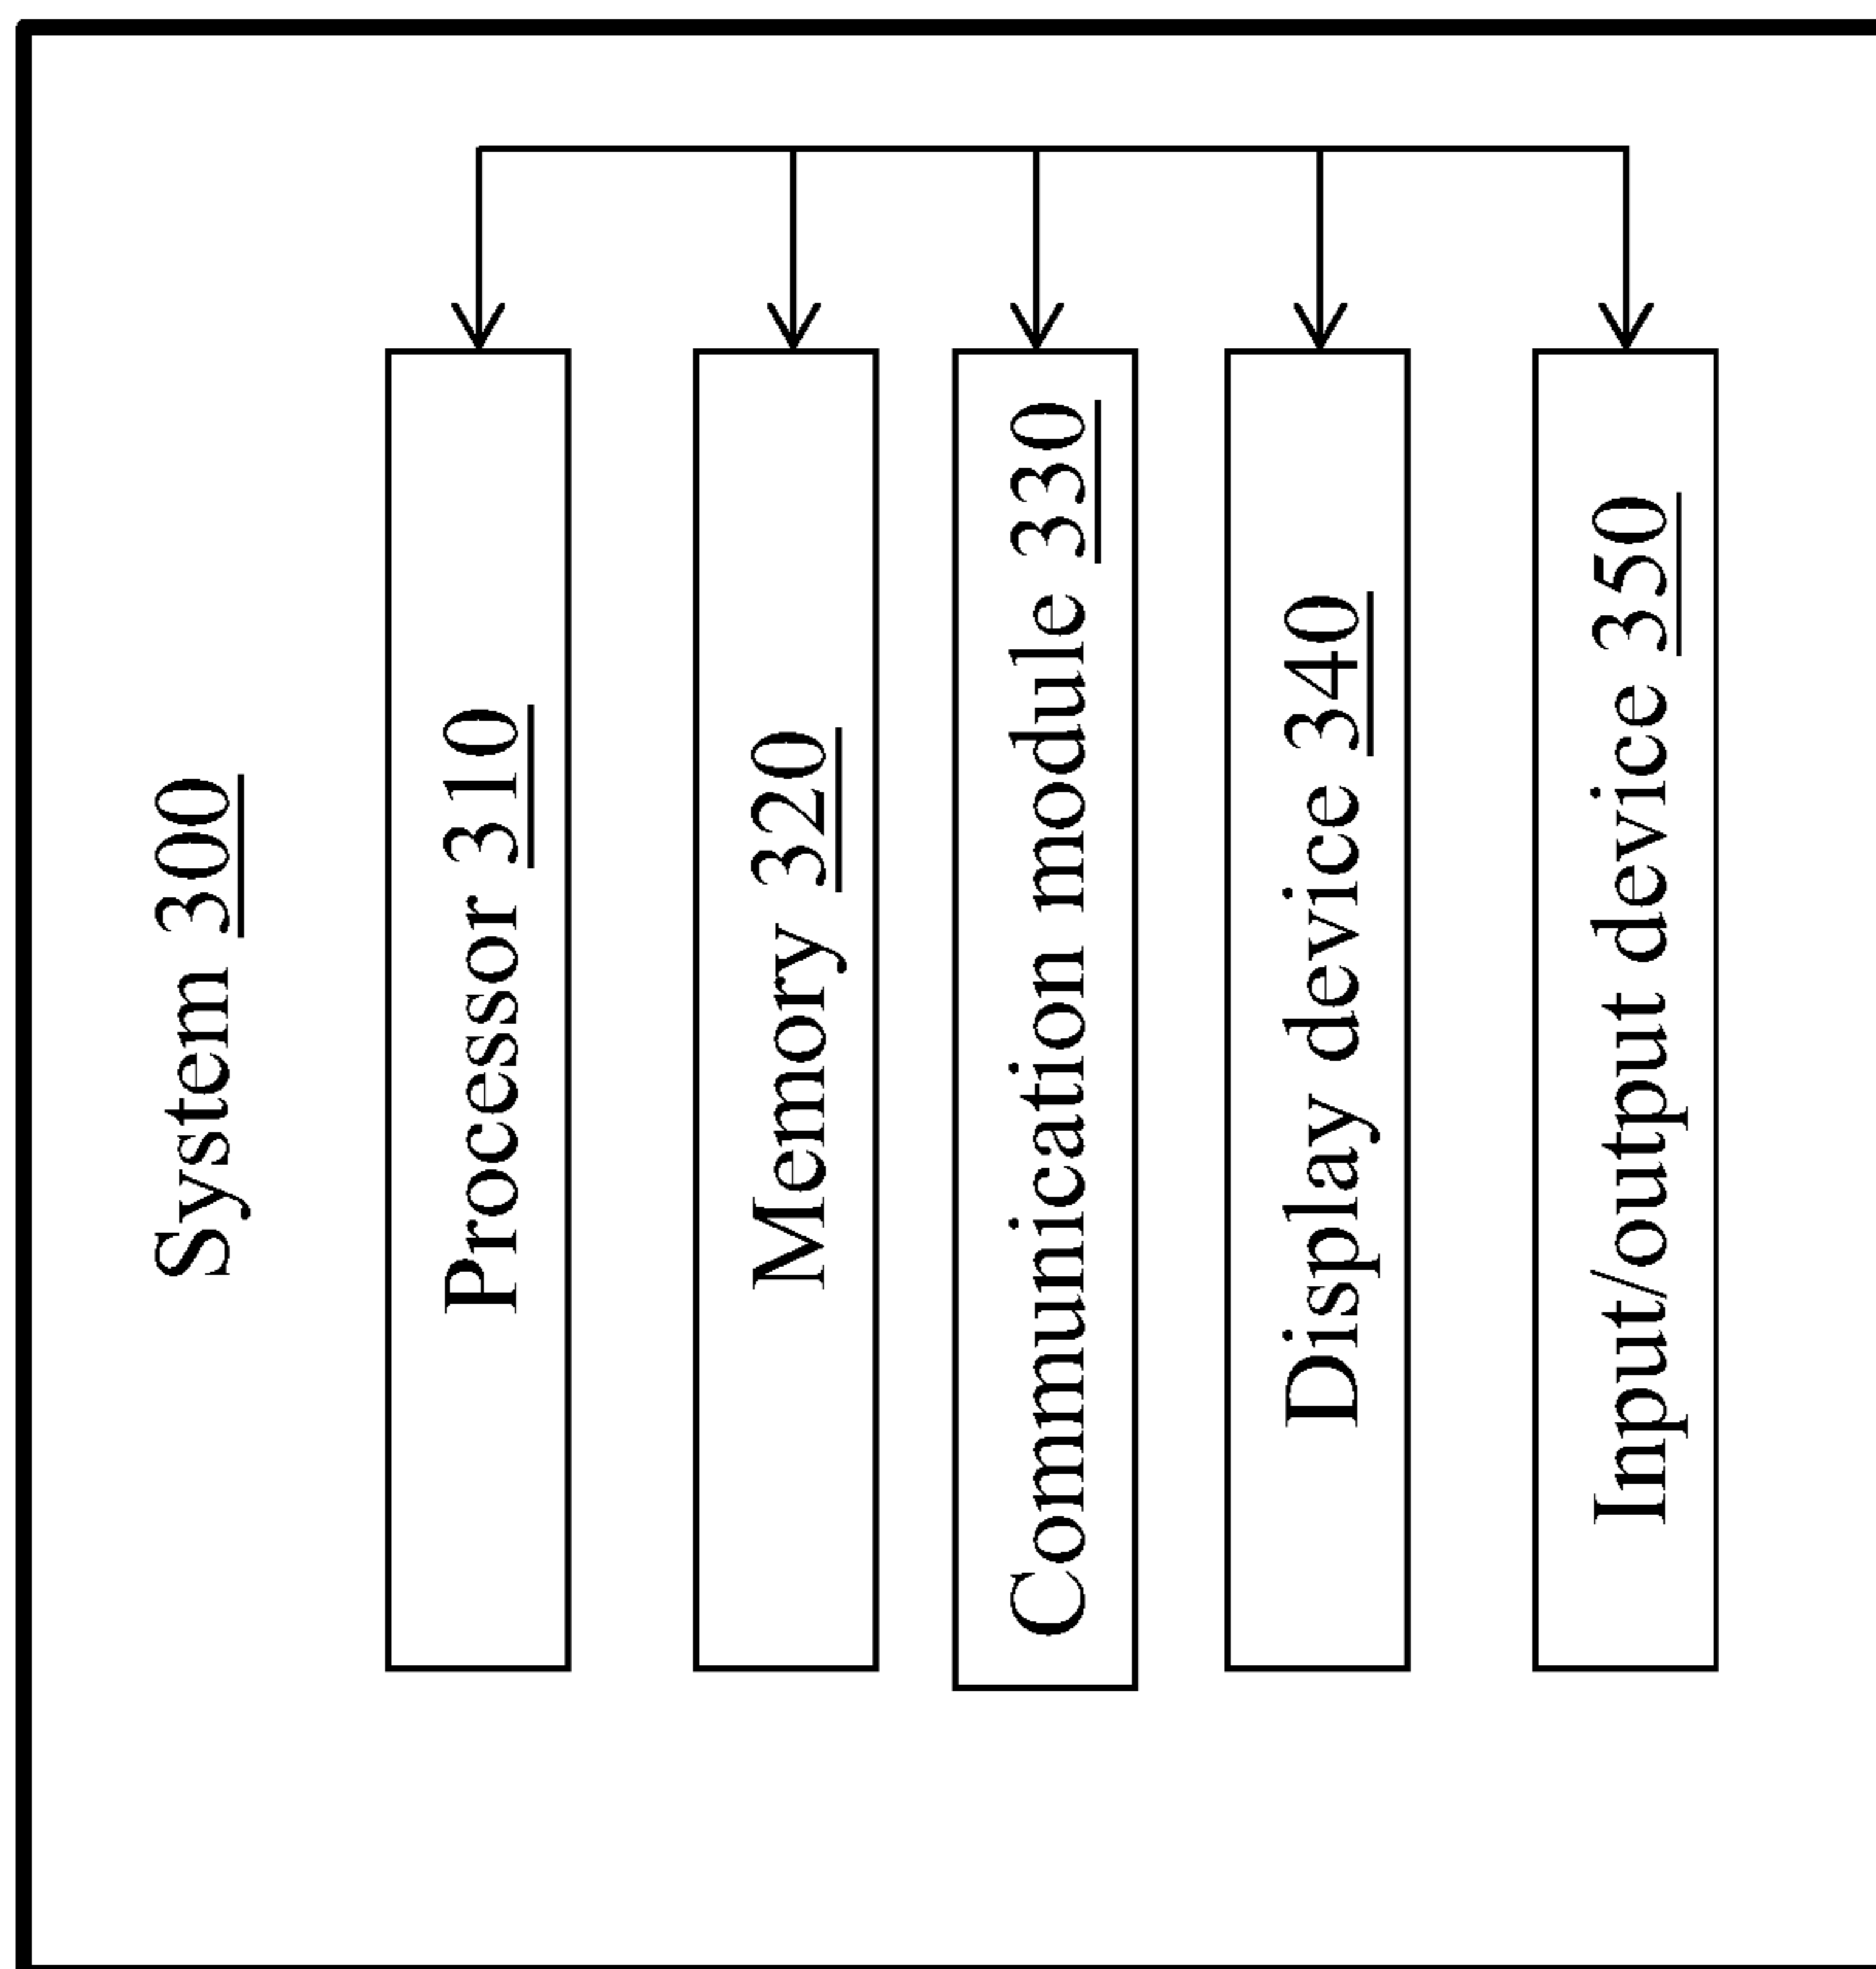 System 300
Processor 310
Memory 320
Communication module 330
Display device 340
Input/output device 350